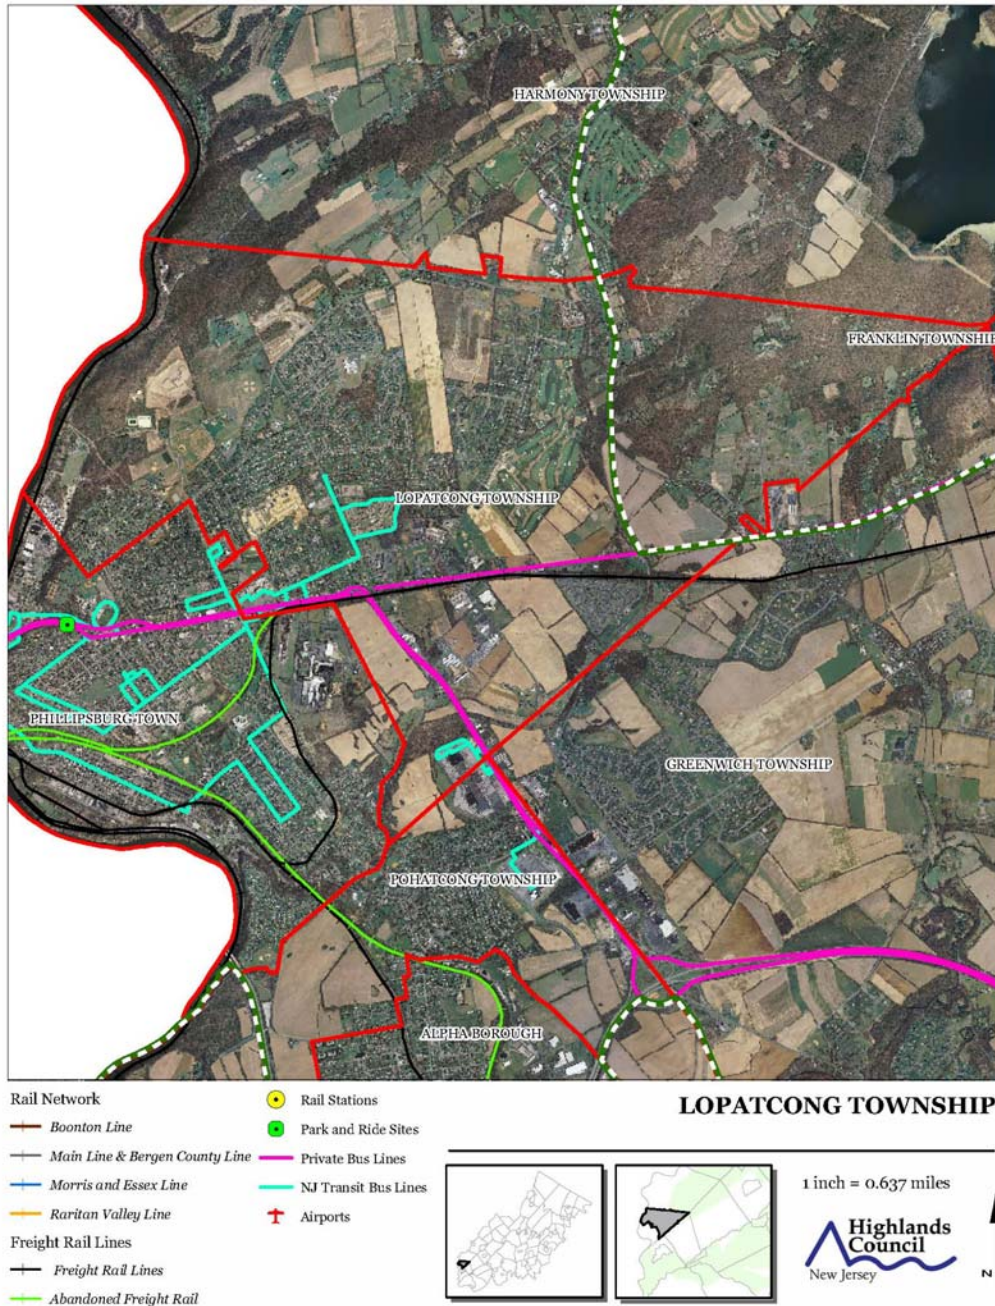 HARMONY TOWNSHIP
FRANKLIN TOWNSHIP
LOPATCONG TOWNSHIP
PHILLIPSBURG TOWN
GREENWICH TOWNSHIP
POHATCONG TOWNSHIP
ALPHA BOROUGH
Rail Network
Boonton Line
Main Line & Bergen County Line
Morris and Essex Line
Raritan Valley Line
Freight Rail Lines
Freight Rail Lines
Abandoned Freight Rail
Rail Stations
Park and Ride Sites
Private Bus Lines
NJ Transit Bus Lines
Airports
LOPATCONG TOWNSHIP
1 inch = 0.637 miles
Highlands
Council
New Jersey
N